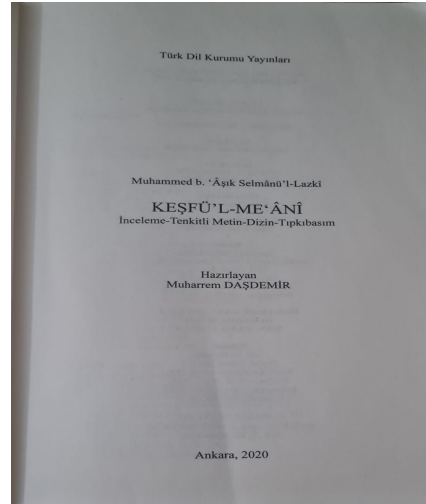 Türk Dil Kurumu Yayınları
Muhammed b. ‘Âşık Selmânü’l-Lazkî
KEŞFÜ’L-ME‘ÂNÎ
İnceleme-Tenkitli Metin-Dizin-Tıpkıbasım
Hazırlayan
Muharrem DAŞDEMİR
Ankara, 2020